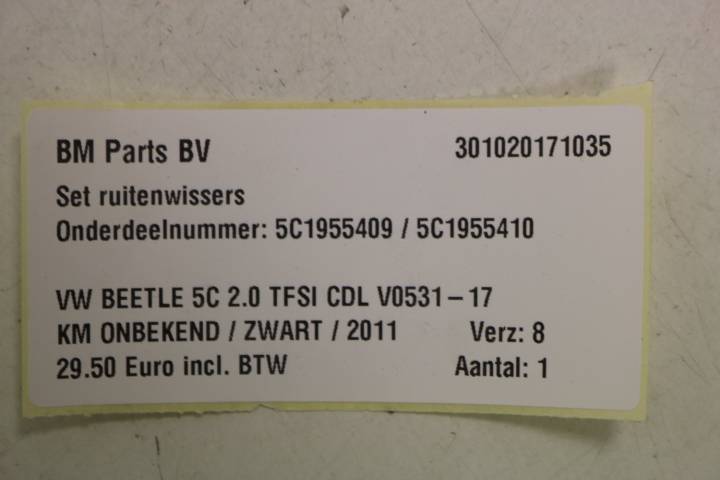 BM Parts BV 301020171035
Set ruitenwissers
Onderdeelnummer: 5C1955409 / 5C1955410
VW BEETLE 5C 2.0 TFSI CDL V0531-17
KM ONBEKEND / ZWART / 2011 Verz: 8
29.50 Euro incl. BTW Aantal: 1